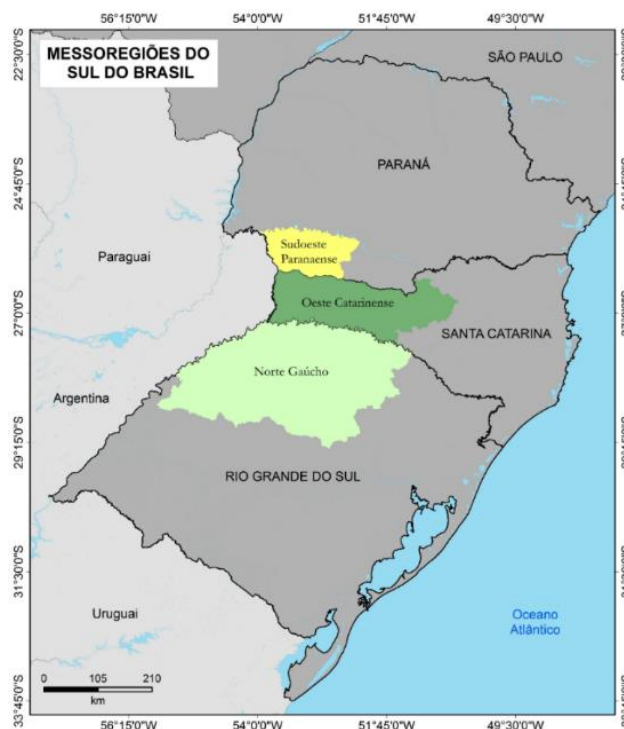 56°15'0"O 54°0'0"O 51°45'0"O 49°30'0"O
MESSOREGIÕES DO
SUL DO BRASIL
22°30'0"S
SÃO PAULO
PARANÁ
24°45'0"S
Paraguai
Sudoeste
Paranaense
27°0'0"S
Oeste Catarinense
SANTA CATARINA
Norte Gaúcho
Argentina
29°15'0"S
RIO GRANDE DO SUL
31°30'0"S
Uruguai
Oceano
Atlântico
0 105 210
km
33°45'0"S
56°15'0"O 54°0'0"O 51°45'0"O 49°30'0"O